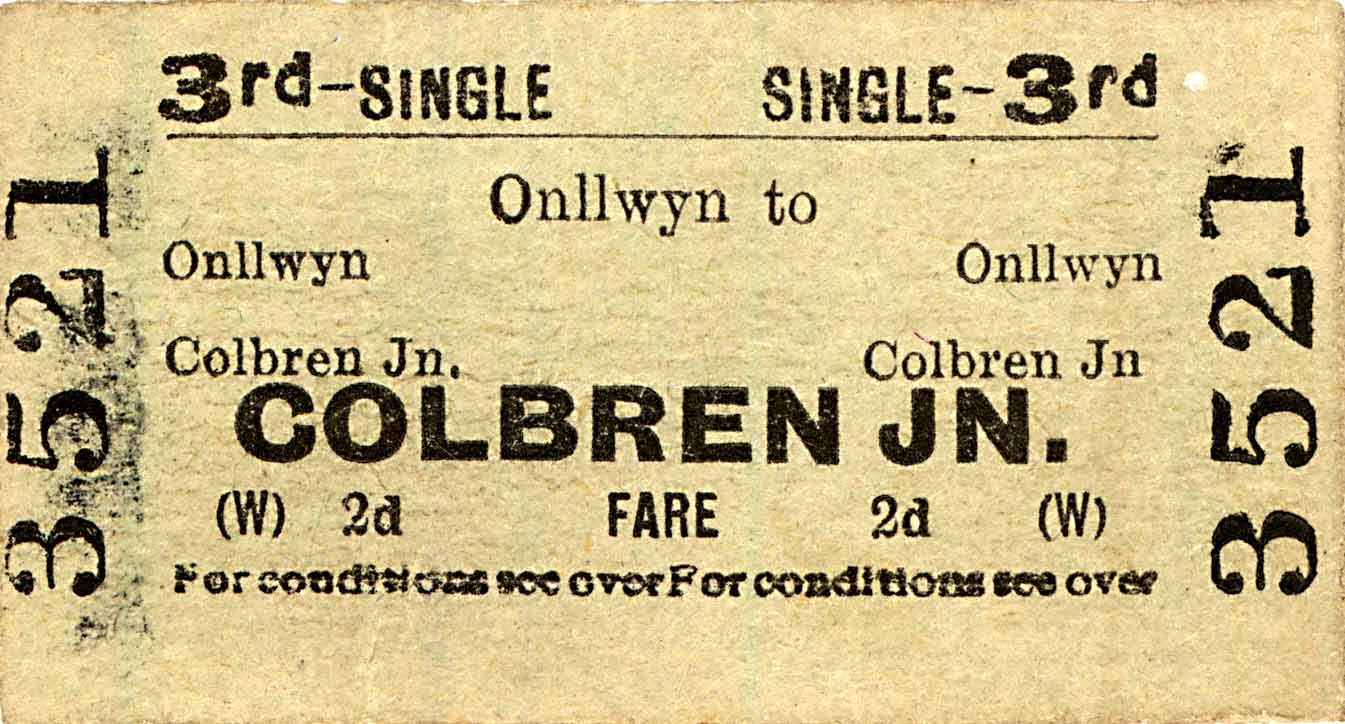 3rd-SINGLE SINGLE-3rd
Onllwyn to
Onllwyn Onllwyn
Colbren Jn. Colbren Jn
COLBREN JN.
(W) 2d FARE 2d (W)
For conditions see over For conditions see over
3521
3521